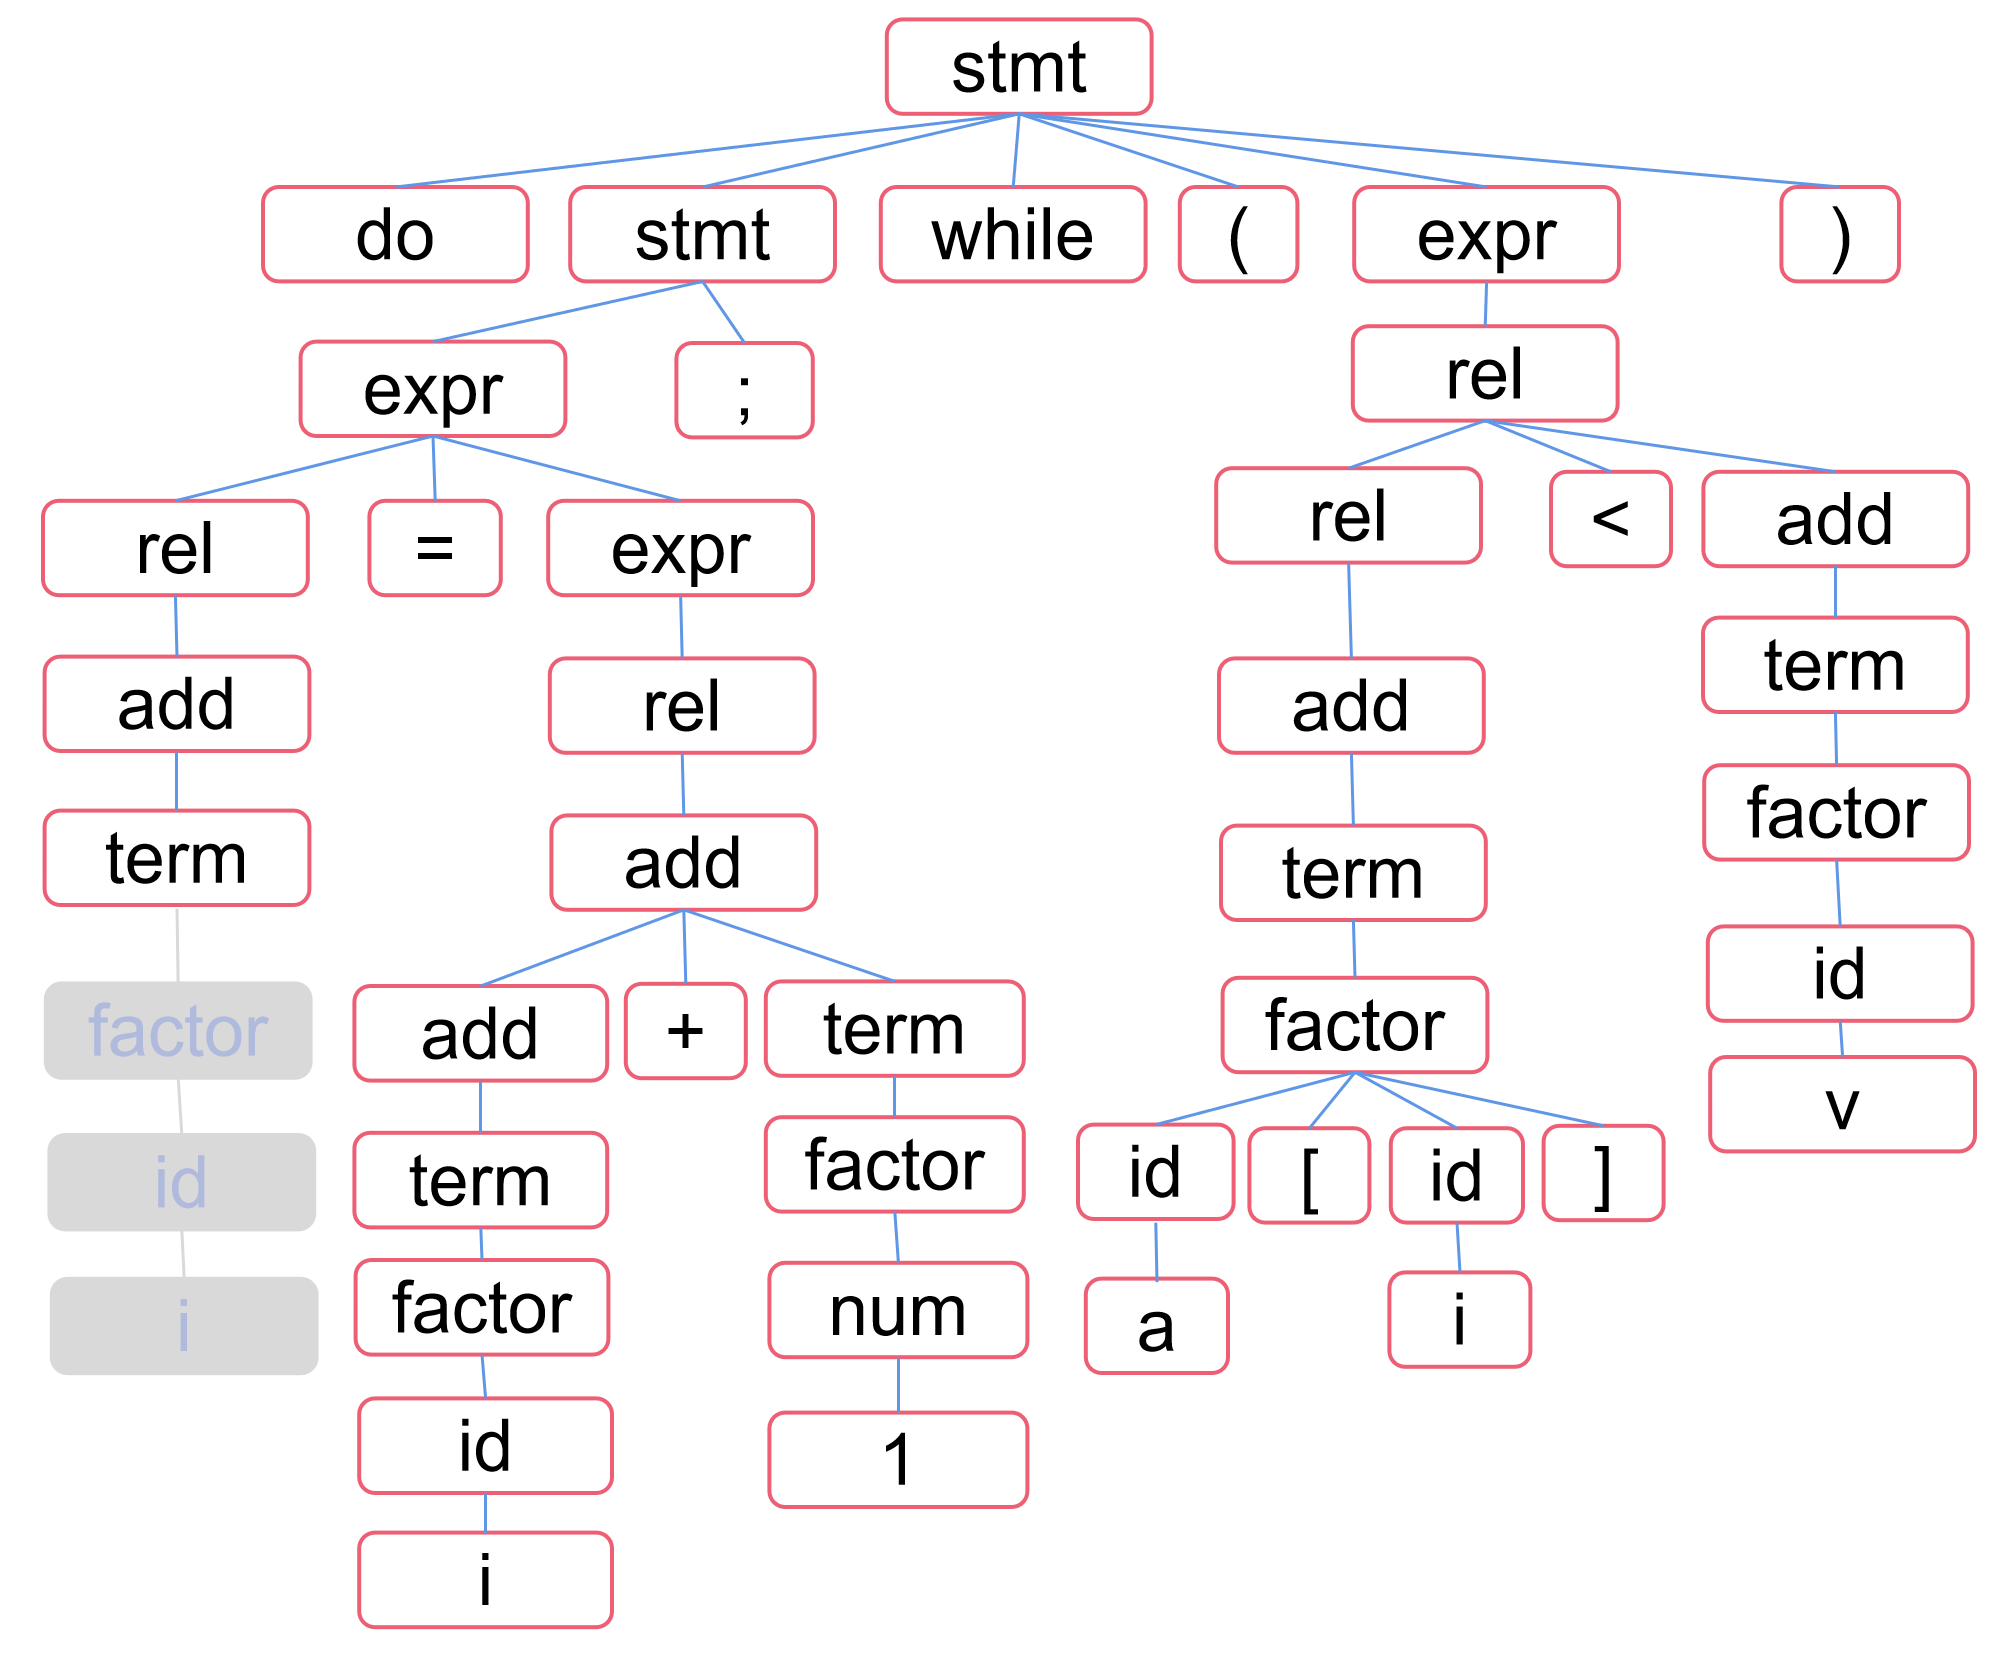 stmt
do stmt while ( expr )
expr ; rel
rel = expr rel < add
add rel add term
term add term factor
factor add + term factor id
id term factor id [ id ] v
i factor num a i
id 1
i